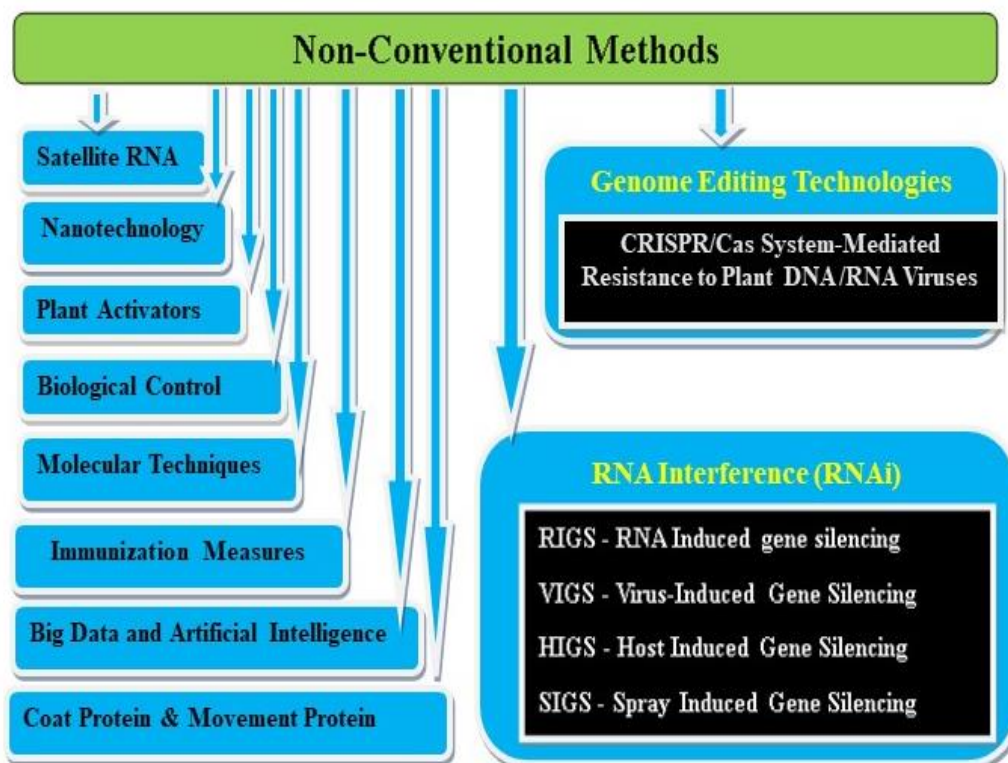 Non-Conventional Methods
Satellite RNA
Nanotechnology
Plant Activators
Biological Control
Molecular Techniques
Immunization Measures
Big Data and Artificial Intelligence
Coat Protein & Movement Protein
Genome Editing Technologies
CRISPR/Cas System-Mediated
Resistance to Plant DNA/RNA Viruses
RNA Interference (RNAi)
RIGS - RNA Induced gene silencing
VIGS - Virus-Induced Gene Silencing
HIGS - Host Induced Gene Silencing
SIGS - Spray Induced Gene Silencing